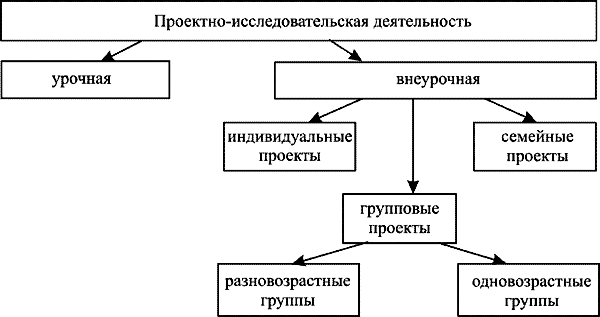 Проектно-исследовательская деятельность
урочная
внеурочная
индивидуальные
проекты
семейные
проекты
групповые
проекты
разновозрастные
группы
одновозрастные
группы